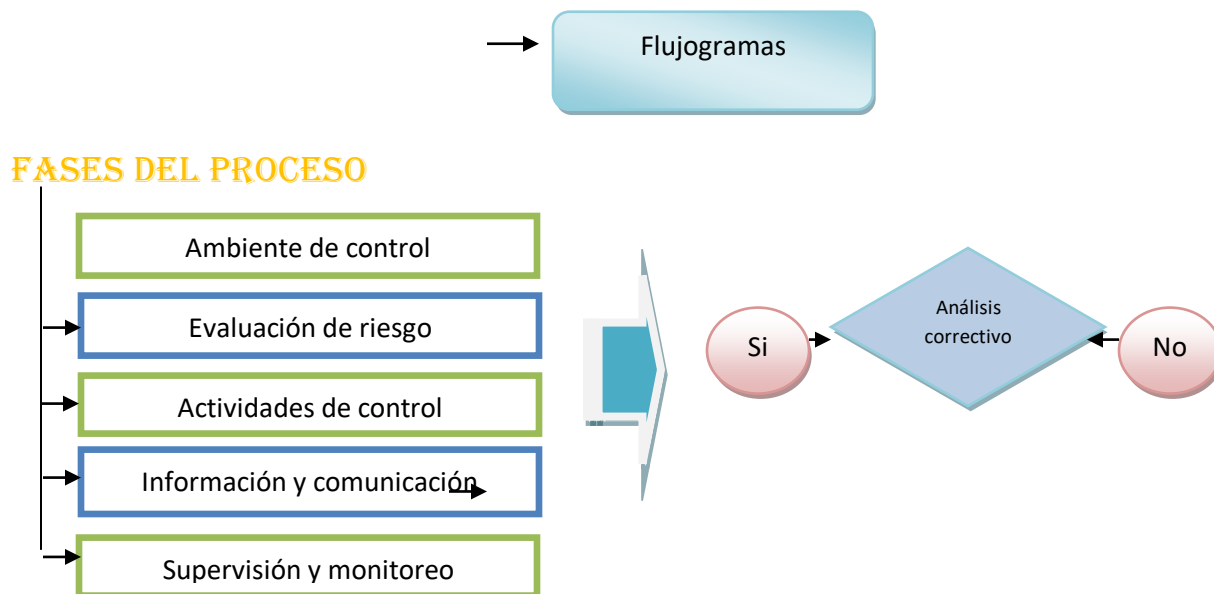 Flujogramas
FASES DEL PROCESO
Ambiente de control
Evaluación de riesgo
Actividades de control
Información y comunicación
Supervisión y monitoreo
Si
Análisis
correctivo
No